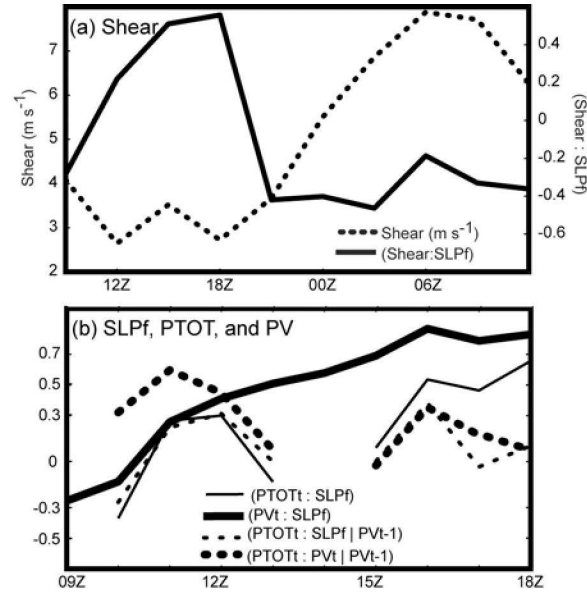 (a) Shear
7
6
5
4
3
2
Shear (m s⁻¹)
0.4
0.2
0
-0.2
-0.4
-0.6
(Shear : SLPf)
Shear (m s⁻¹)
(Shear:SLPf)
12Z
18Z
00Z
06Z
(b) SLPf, PTOT, and PV
0.7
0.5
0.3
0
-0.3
-0.5
(PTOTt : SLPf)
(PVt : SLPf)
(PTOTt : SLPf | PVt-1)
(PTOTt : PVt | PVt-1)
09Z
12Z
15Z
18Z